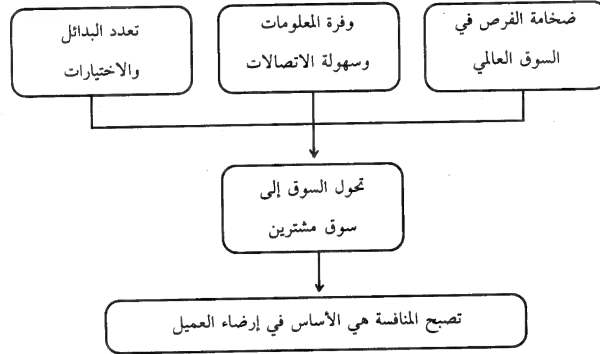 ضخامة الفرص في
السوق العالمي
وفرة المعلومات
وسهولة الاتصالات
تعدد البدائل
والاختيارات
تحول السوق إلى
سوق مشترين
تصبح المنافسة هي الأساس في إرضاء العميل